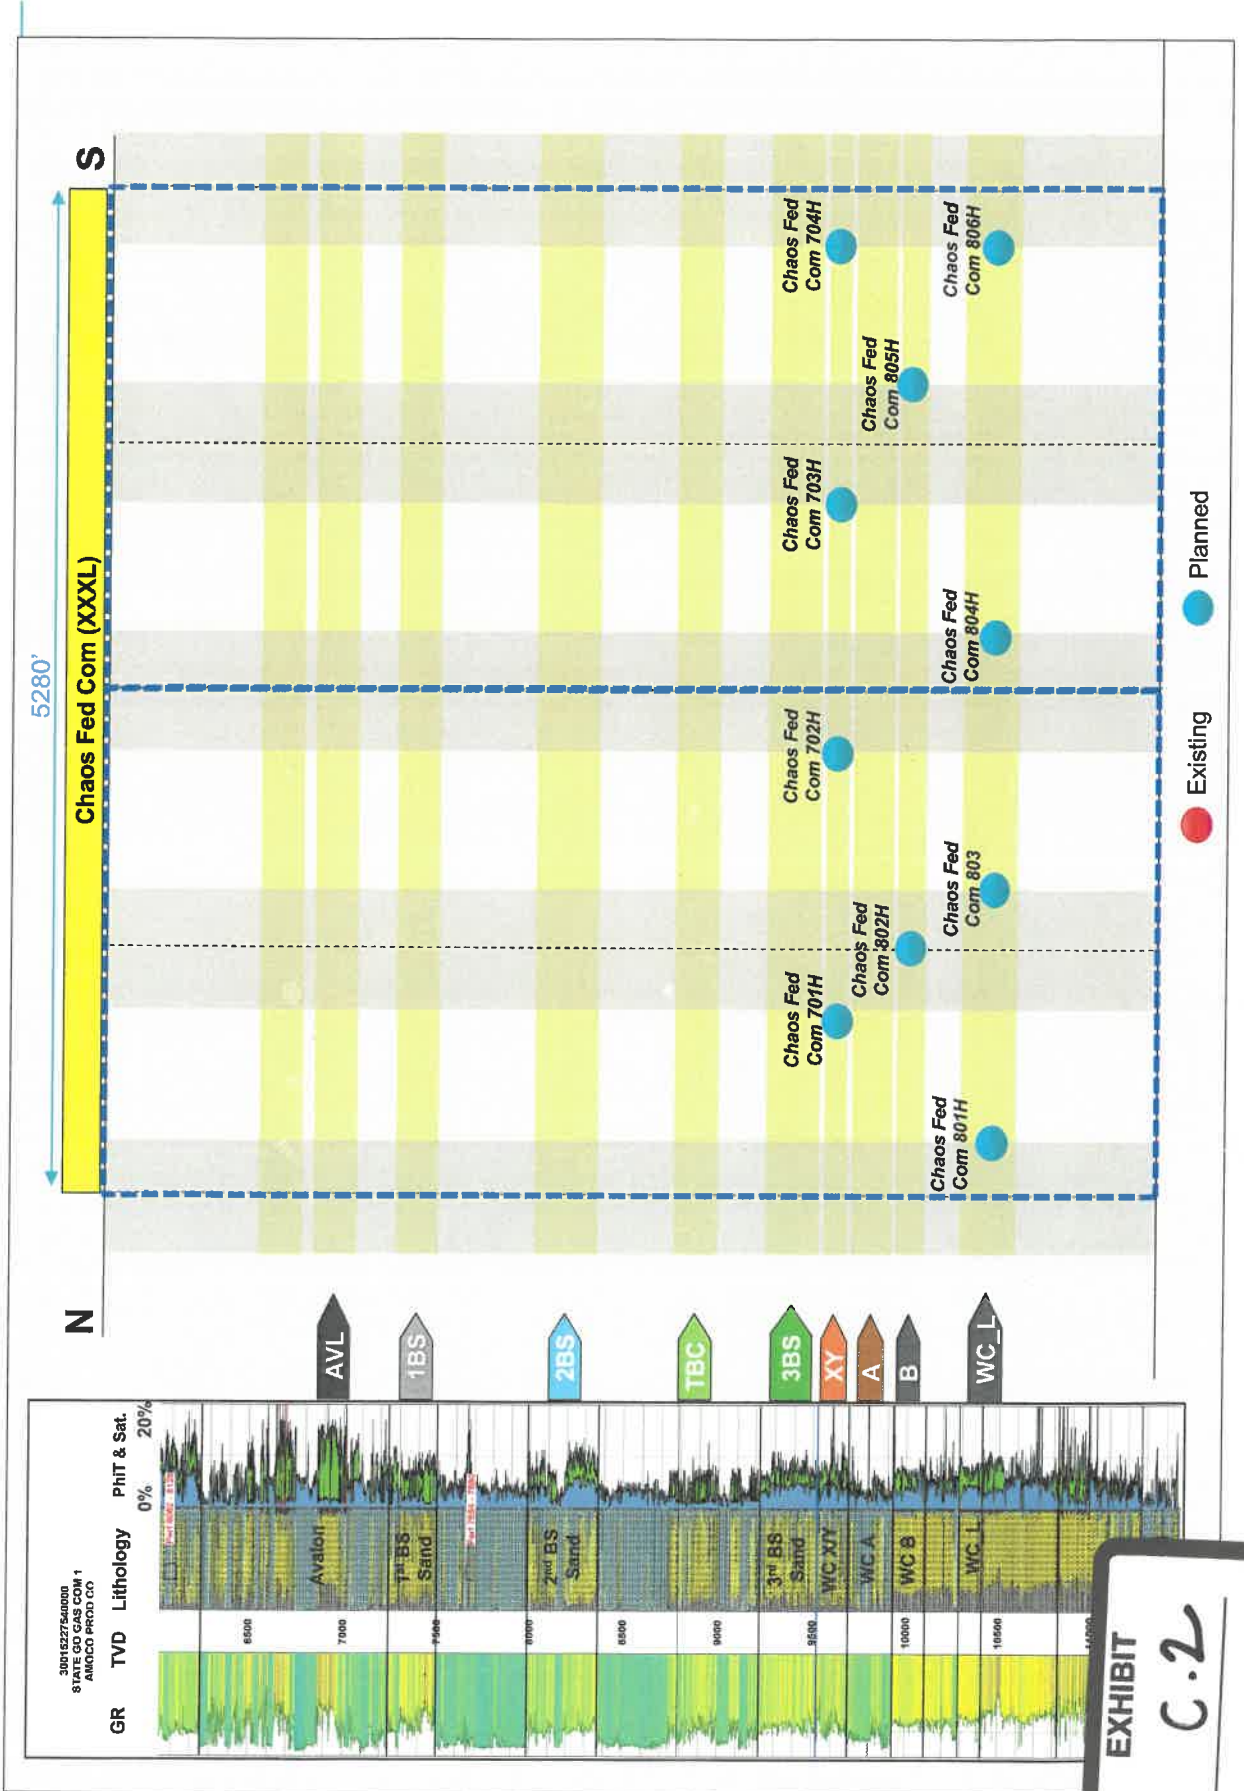 30015227540000
STATE GO GAS COM 1
AMOCO PROD CO
GR TVD Lithology PhiT & Sat.
0% 20%
6500
7000
7500
8000
8500
9000
9500
10000
10500
Avalon
1st BS
Sand
2nd BS
Sand
3rd BS
Sand
WC XY
WC A
WC B
WC_L
AVL
1BS
2BS
TBC
3BS
XY
A
B
WC_L
N
S
5280'
Chaos Fed Com (XXXL)
Chaos Fed
Com 701H
Chaos Fed
Com 702H
Chaos Fed
Com 703H
Chaos Fed
Com 704H
Chaos Fed
Com 802H
Chaos Fed
Com 805H
Chaos Fed
Com 801H
Chaos Fed
Com 803
Chaos Fed
Com 804H
Chaos Fed
Com 806H
Existing
Planned
EXHIBIT
C.2